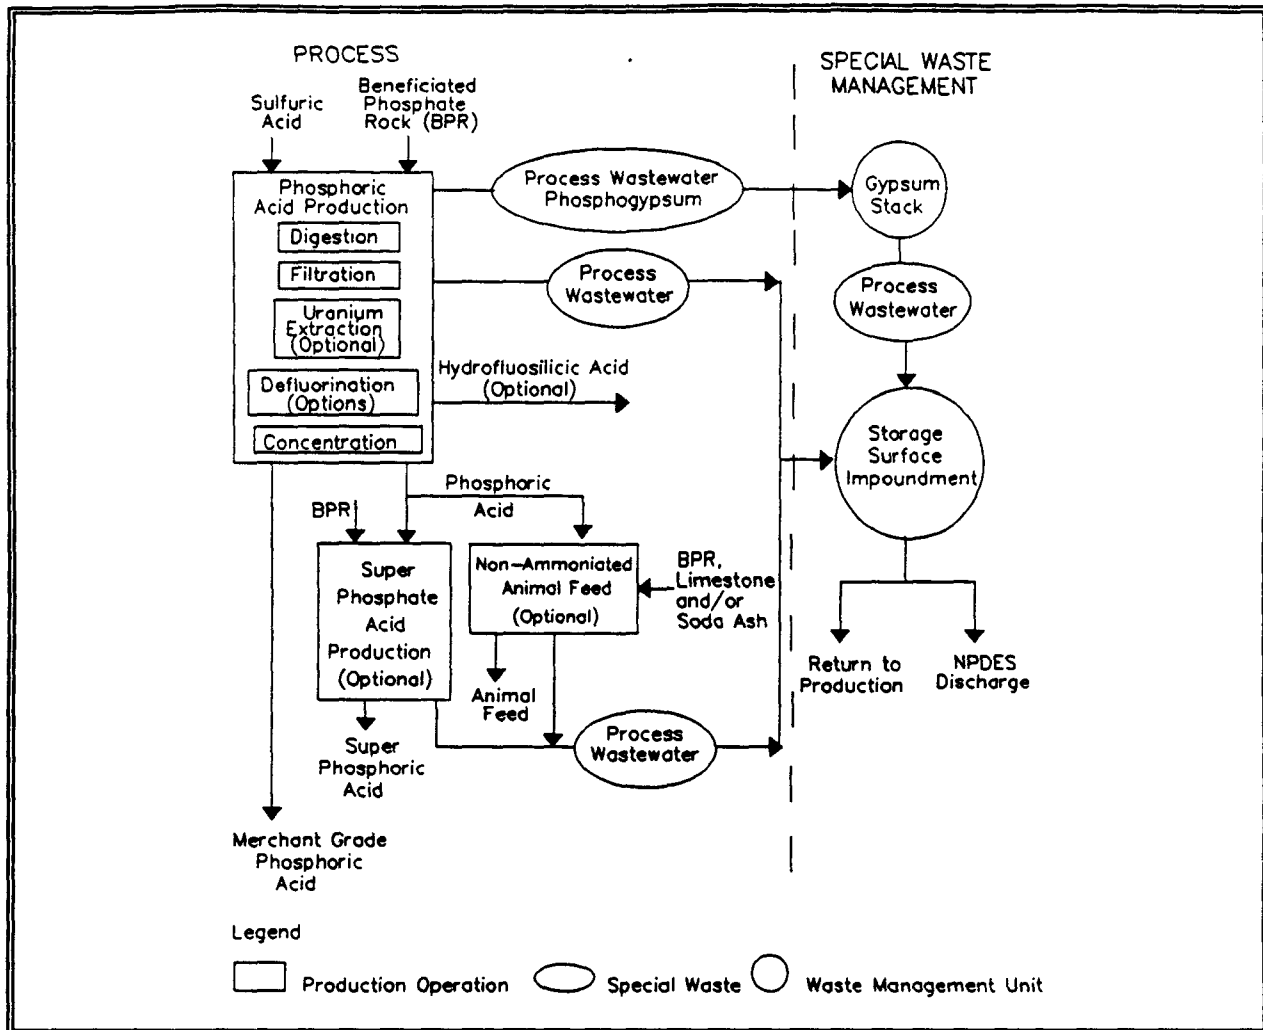 PROCESS
SPECIAL WASTE
MANAGEMENT
Sulfuric
Acid
Beneficiated
Phosphate
Rock (BPR)
Phosphoric
Acid Production
Digestion
Filtration
Uranium
Extraction
(Optional)
Defluorination
(Options)
Concentration
Process Wastewater
Phosphogypsum
Gypsum
Stack
Process
Wastewater
Process
Wastewater
Hydrofluosilicic Acid
(Optional)
Storage
Surface
Impoundment
Phosphoric
Acid
BPR
Super
Phosphate
Acid
Production
(Optional)
Non-Ammoniated
Animal Feed
(Optional)
BPR,
Limestone
and/or
Soda Ash
Return to
Production
NPDES
Discharge
Animal
Feed
Process
Wastewater
Super
Phosphoric
Acid
Merchant Grade
Phosphoric
Acid
Legend
Production Operation
Special Waste
Waste Management Unit